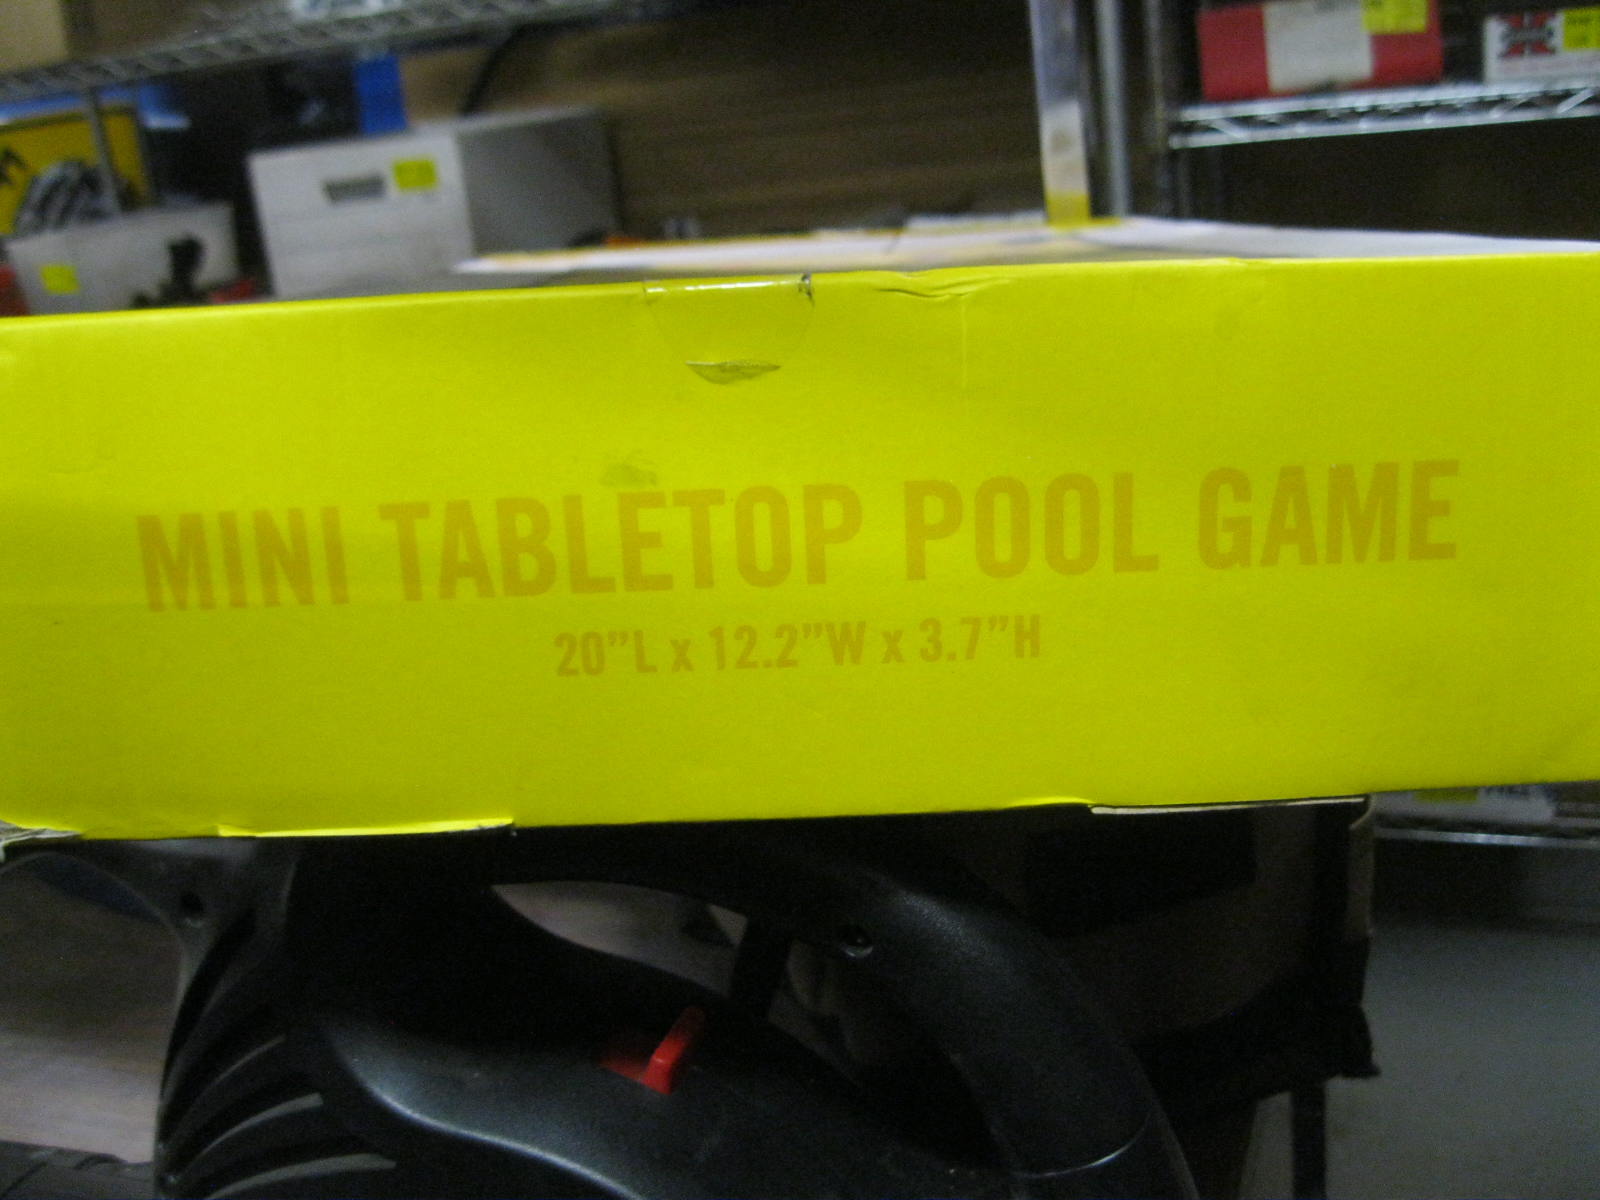 MINI TABLETOP POOL GAME
20”L x 12.2”W x 3.7”H